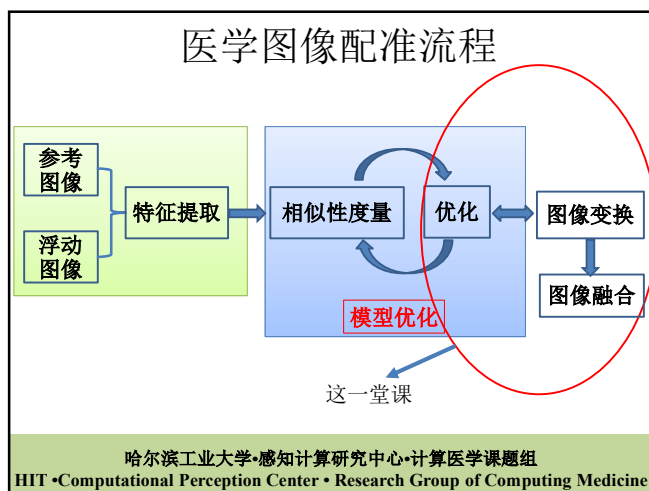 医学图像配准流程
参考
图像
浮动
图像
特征提取
相似性度量
优化
图像变换
图像融合
模型优化
这一堂课
哈尔滨工业大学•感知计算研究中心•计算医学课题组
HIT •Computational Perception Center • Research Group of Computing Medicine